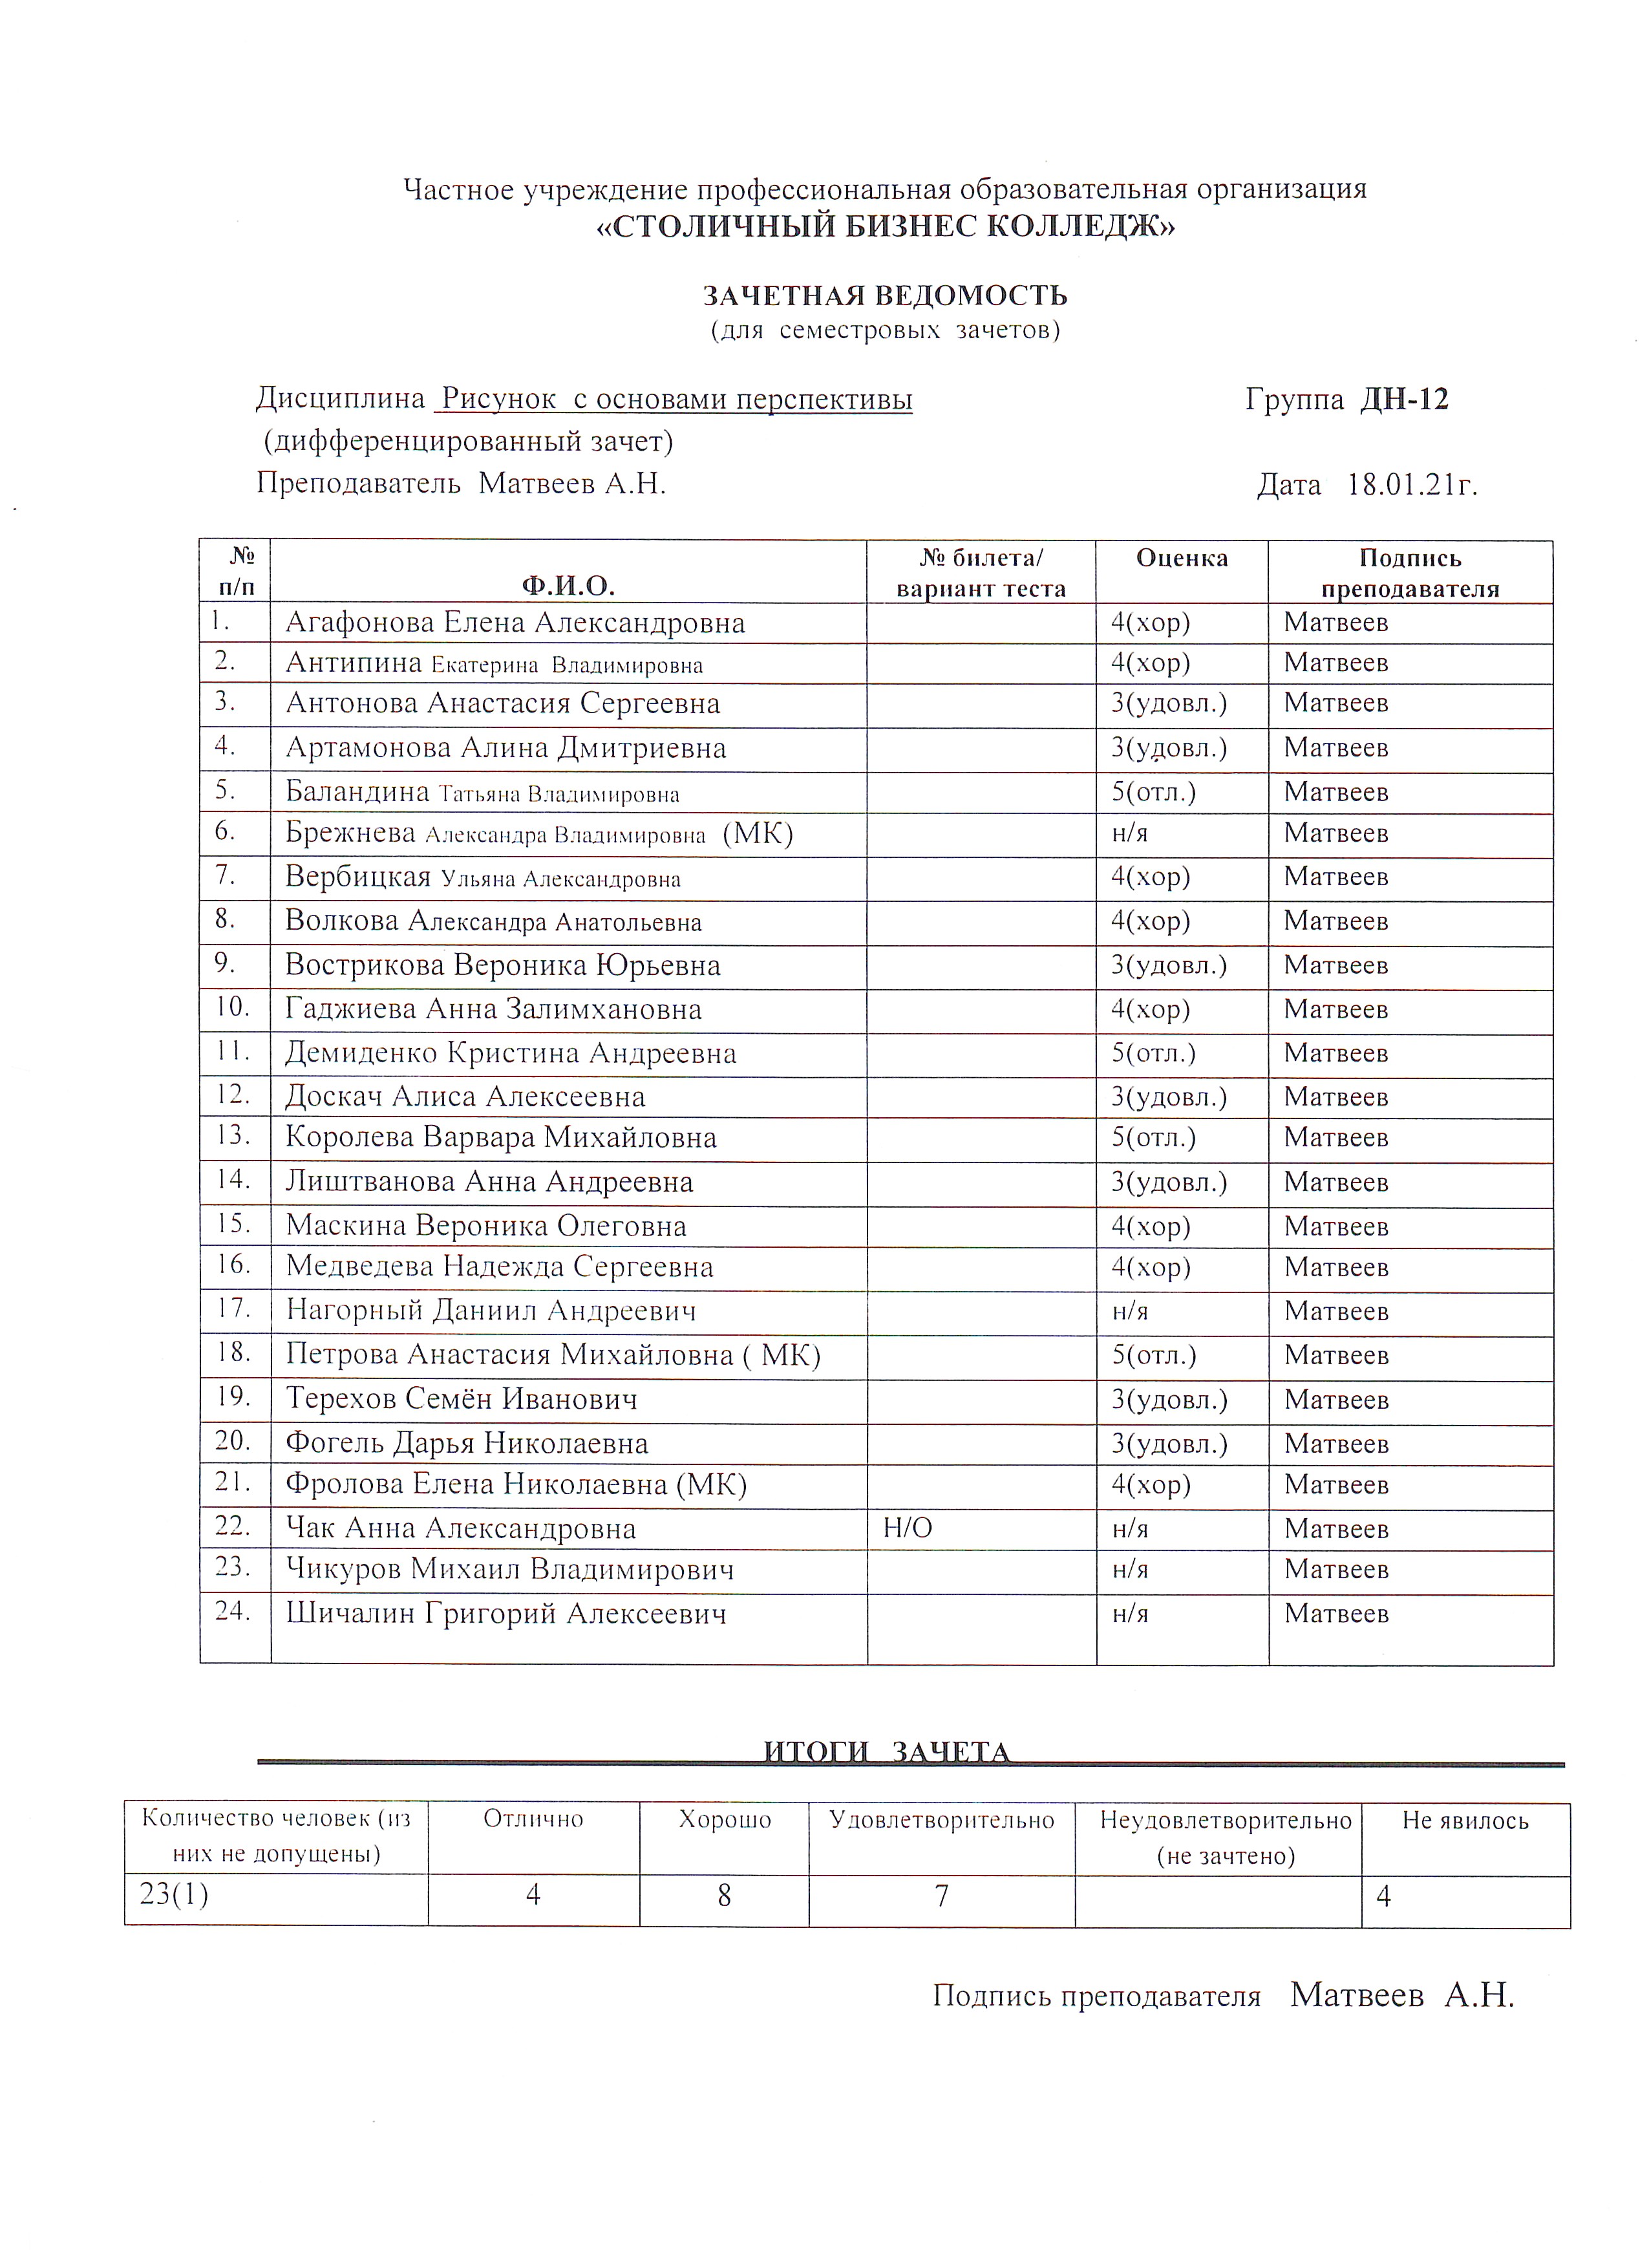 Частное учреждение профессиональная образовательная организация
«СТОЛИЧНЫЙ БИЗНЕС КОЛЛЕДЖ»
ЗАЧЕТНАЯ ВЕДОМОСТЬ
(для семестровых зачетов)
Дисциплина Рисунок с основами перспективы Группа ДН-12
(дифференцированный зачет)
Преподаватель Матвеев А.Н. Дата 18.01.21г.
№ п/п Ф.И.О. № билета/ вариант теста Оценка Подпись преподавателя
1. Агафонова Елена Александровна 4(хор) Матвеев
2. Антипина Екатерина Владимировна 4(хор) Матвеев
3. Антонова Анастасия Сергеевна 3(удовл.) Матвеев
4. Артамонова Алина Дмитриевна 3(удовл.) Матвеев
5. Баландина Татьяна Владимировна 5(отл.) Матвеев
6. Брежнева Александра Владимировна (МК) н/я Матвеев
7. Вербицкая Ульяна Александровна 4(хор) Матвеев
8. Волкова Александра Анатольевна 4(хор) Матвеев
9. Вострикова Вероника Юрьевна 3(удовл.) Матвеев
10. Гаджиева Анна Залимхановна 4(хор) Матвеев
11. Демиденко Кристина Андреевна 5(отл.) Матвеев
12. Доскач Алиса Алексеевна 3(удовл.) Матвеев
13. Королева Варвара Михайловна 5(отл.) Матвеев
14. Лиштванова Анна Андреевна 3(удовл.) Матвеев
15. Маскина Вероника Олеговна 4(хор) Матвеев
16. Медведева Надежда Сергеевна 4(хор) Матвеев
17. Нагорный Даниил Андреевич н/я Матвеев
18. Петрова Анастасия Михайловна ( МК) 5(отл.) Матвеев
19. Терехов Семён Иванович 3(удовл.) Матвеев
20. Фогель Дарья Николаевна 3(удовл.) Матвеев
21. Фролова Елена Николаевна (МК) 4(хор) Матвеев
22. Чак Анна Александровна Н/О н/я Матвеев
23. Чикуров Михаил Владимирович н/я Матвеев
24. Шичалин Григорий Алексеевич н/я Матвеев
ИТОГИ ЗАЧЕТА
Количество человек (из них не допущены) Отлично Хорошо Удовлетворительно Неудовлетворительно (не зачтено) Не явилось
23(1) 4 8 7 4
Подпись преподавателя Матвеев А.Н.